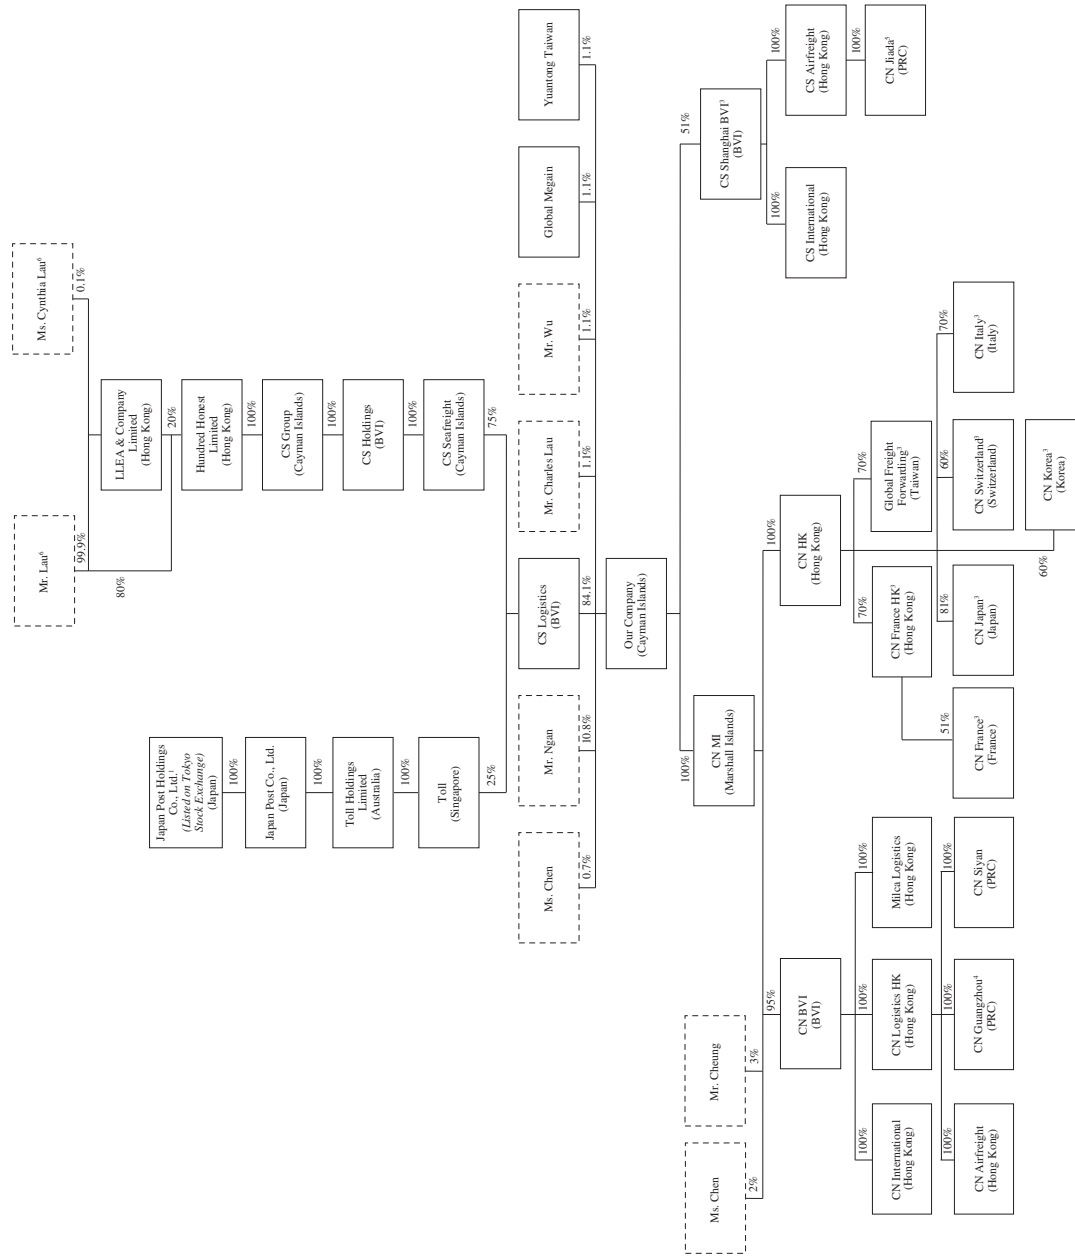 Mr. Lau⁶
Ms. Cynthia Lau⁶
99.9%
0.1%
80%
LLEA & Company
Limited
(Hong Kong)
20%
Hundred Honest
Limited
(Hong Kong)
100%
CS Group
(Cayman Islands)
100%
CS Holdings
(BVI)
100%
CS Seafreight
(Cayman Islands)
75%
Japan Post Holdings
Co., Ltd.¹
(Listed on Tokyo
Stock Exchange)
(Japan)
100%
Japan Post Co., Ltd.
(Japan)
100%
Toll Holdings
Limited
(Australia)
100%
Toll
(Singapore)
25%
Ms. Chen
0.7%
Mr. Ngan
10.8%
CS Logistics
(BVI)
84.1%
Mr. Charles Lau
1.1%
Mr. Wu
1.1%
Global Megain
1.1%
Yuantong Taiwan
1.1%
Our Company
(Cayman Islands)
100%
51%
CN MI
(Marshall Islands)
CS Shanghai BVI³
(BVI)
Ms. Chen
2%
Mr. Cheung
3%
95%
100%
CN BVI
(BVI)
CN HK
(Hong Kong)
100%
CS International
(Hong Kong)
100%
CS Airfreight
(Hong Kong)
100%
CN Jiada⁵
(PRC)
100%
CN International
(Hong Kong)
100%
CN Logistics HK
(Hong Kong)
100%
Milca Logistics
(Hong Kong)
100%
CN Airfreight
(Hong Kong)
100%
CN Guangzhou⁴
(PRC)
100%
CN Siyan
(PRC)
70%
CN France HK³
(Hong Kong)
70%
Global Freight
Forwarding³
(Taiwan)
51%
CN France³
(France)
81%
CN Japan³
(Japan)
60%
CN Switzerland³
(Switzerland)
70%
CN Italy³
(Italy)
60%
CN Korea³
(Korea)